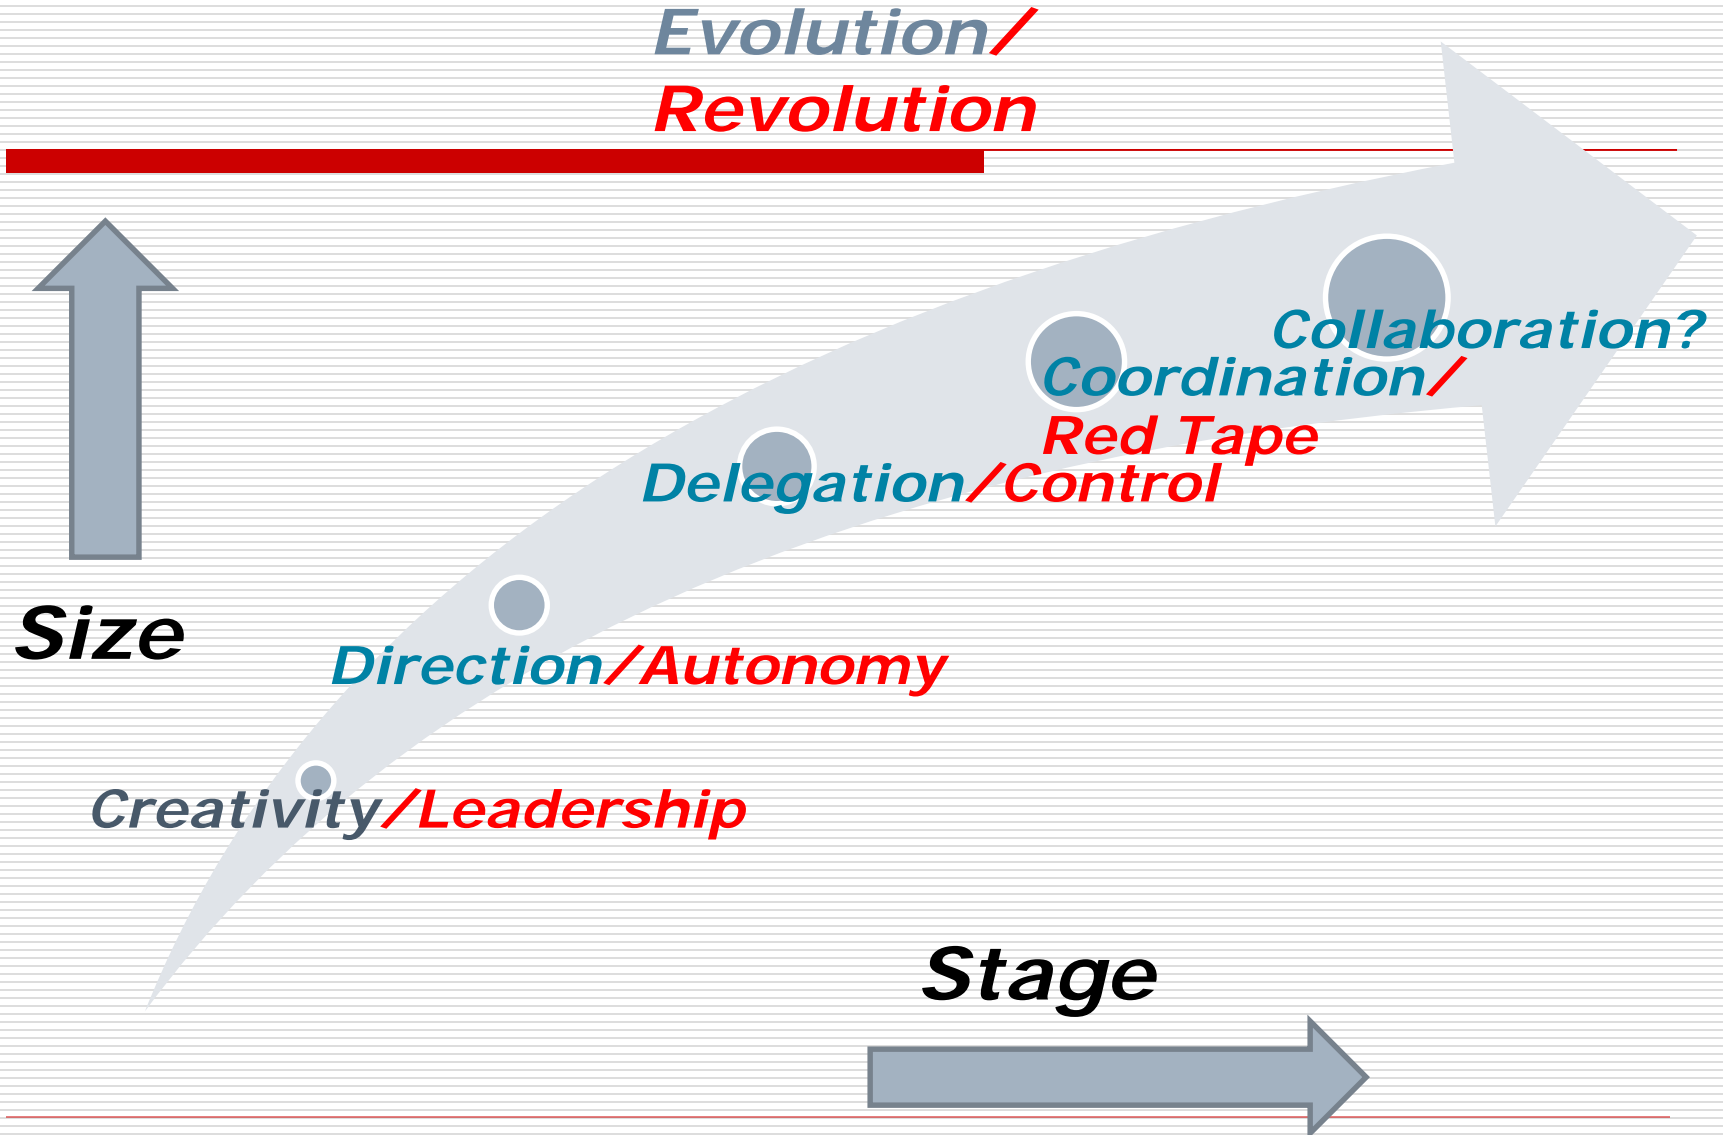 Evolution/
Revolution
Collaboration?
Coordination/
Red Tape
Delegation/Control
Size
Direction/Autonomy
Creativity/Leadership
Stage